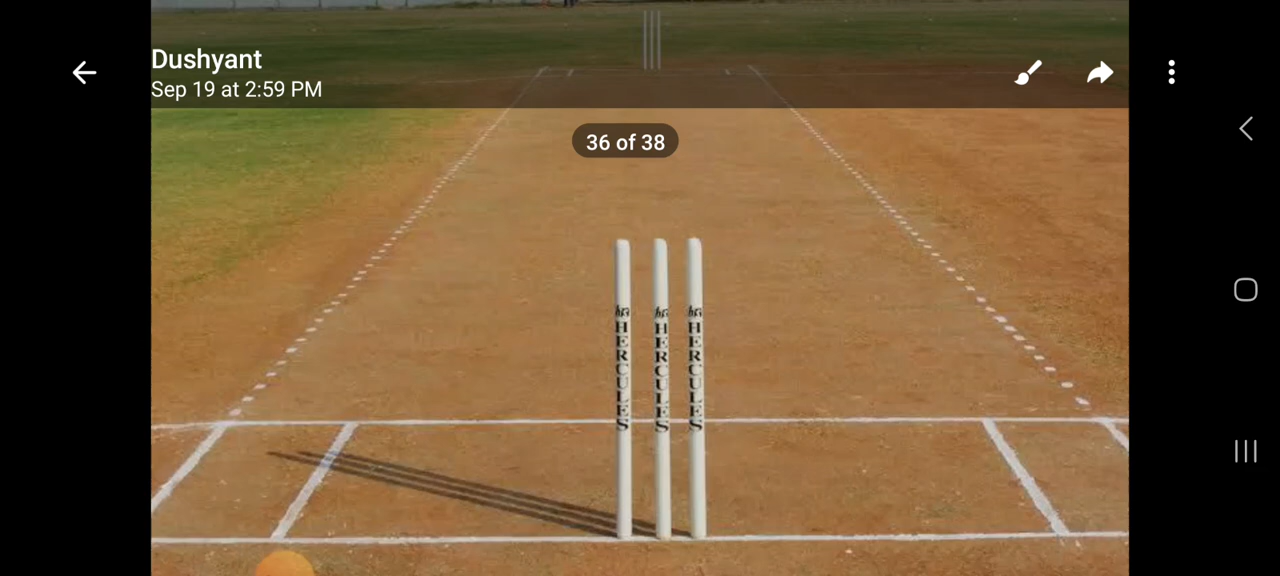 Dushyant
Sep 19 at 2:59 PM
36 of 38
HERCULES
HERCULES
HERCULES